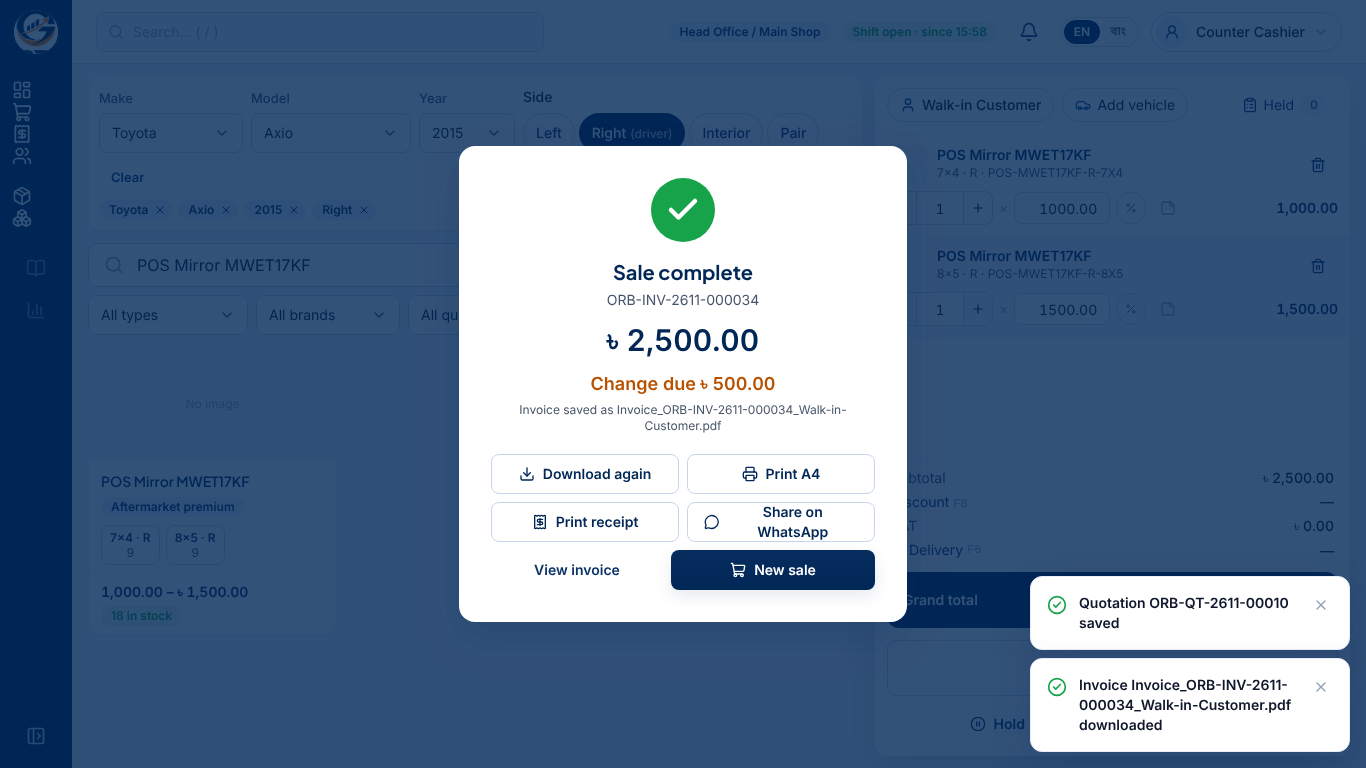 Search... ( / )
Head Office / Main Shop
Shift open · since 15:58
EN
বাং
Counter Cashier
Make
Model
Year
Side
Toyota
Axio
2015
Left
Right (driver)
Interior
Pair
Clear
Toyota
Axio
2015
Right
POS Mirror MWET17KF
All types
All brands
All qu
No image
POS Mirror MWET17KF
Aftermarket premium
7×4 · R
9
8×5 · R
9
1,000.00 – ৳ 1,500.00
18 in stock
Walk-in Customer
Add vehicle
Held 0
POS Mirror MWET17KF
7×4 · R · POS-MWET17KF-R-7X4
1 + × 1000.00 % 1,000.00
POS Mirror MWET17KF
8×5 · R · POS-MWET17KF-R-8X5
1 + × 1500.00 % 1,500.00
btotal ৳ 2,500.00
scount F8 —
AT ৳ 0.00
Delivery F6 —
Grand total
Hold
Sale complete
ORB-INV-2611-000034
৳ 2,500.00
Change due ৳ 500.00
Invoice saved as Invoice_ORB-INV-2611-000034_Walk-in-
Customer.pdf
Download again
Print A4
Print receipt
Share on
WhatsApp
View invoice
New sale
Quotation ORB-QT-2611-00010
saved
Invoice Invoice_ORB-INV-2611-
000034_Walk-in-Customer.pdf
downloaded